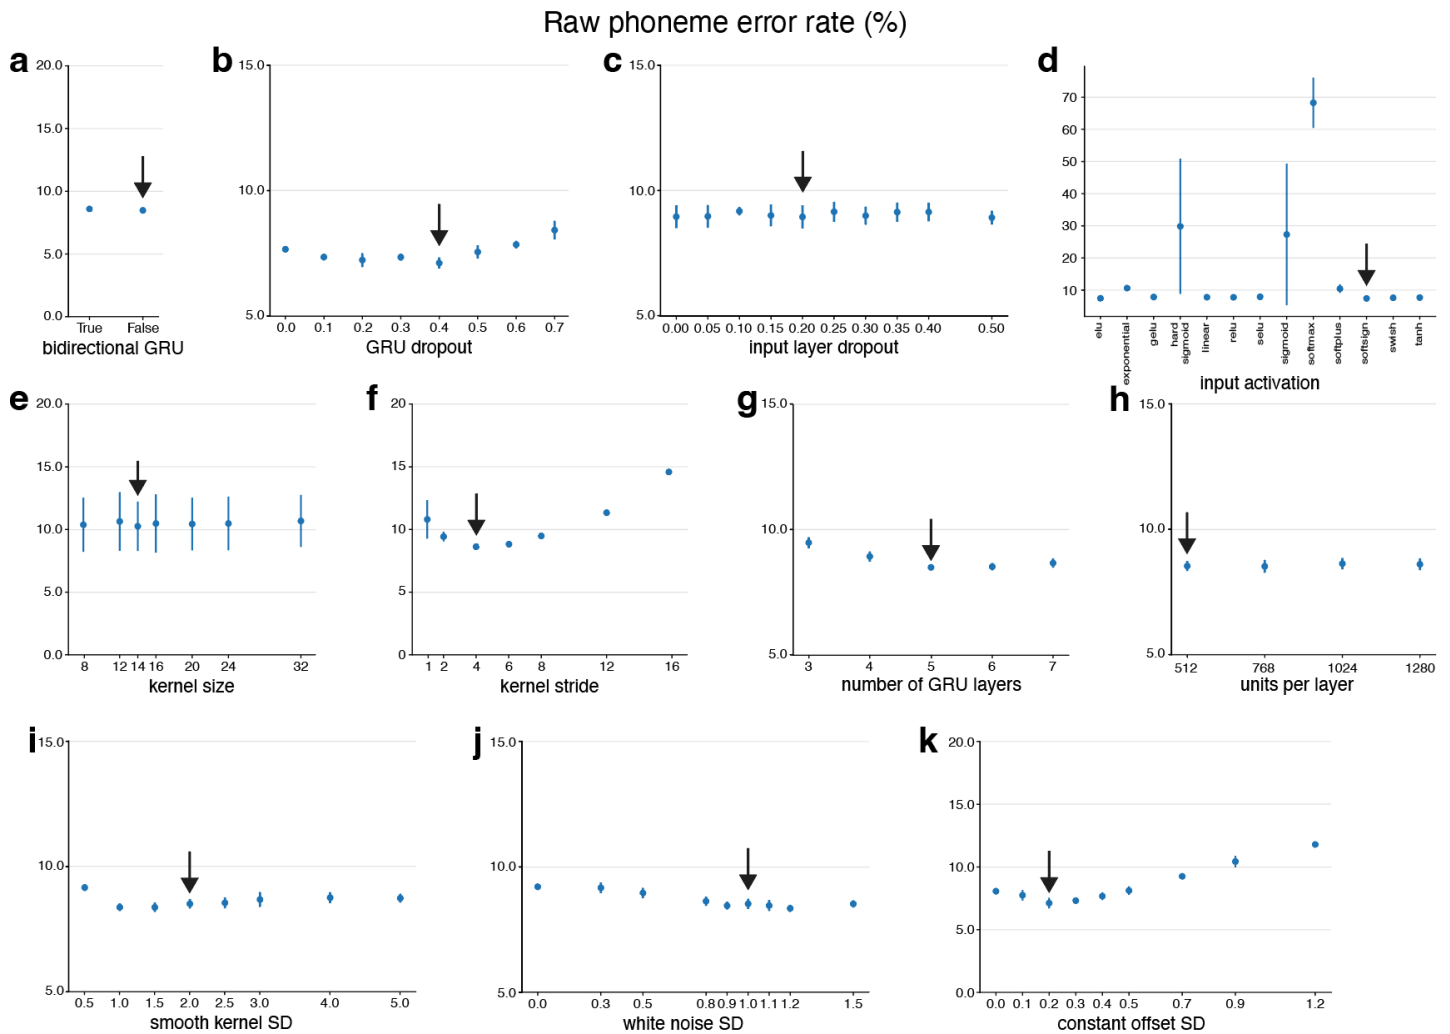 Raw phoneme error rate (%)
a
20.0
15.0
10.0
5.0
0.0
True False
bidirectional GRU
b
15.0
10.0
5.0
0.0 0.1 0.2 0.3 0.4 0.5 0.6 0.7
GRU dropout
c
15.0
10.0
5.0
0.00 0.05 0.10 0.15 0.20 0.25 0.30 0.35 0.40 0.50
input layer dropout
d
70
60
50
40
30
20
10
elu
exponential
gelu
hard
sigmoid
linear
relu
selu
sigmoid
softmax
softplus
softsign
swish
tanh
input activation
e
20.0
15.0
10.0
5.0
0.0
8 12 14 16 20 24 32
kernel size
f
20
15
10
5
0
1 2 4 6 8 12 16
kernel stride
g
15.0
10.0
5.0
3 4 5 6 7
number of GRU layers
h
15.0
10.0
5.0
512 768 1024 1280
units per layer
i
15.0
10.0
5.0
0.5 1.0 1.5 2.0 2.5 3.0 4.0 5.0
smooth kernel SD
j
15.0
10.0
5.0
0.0 0.3 0.5 0.8 0.9 1.0 1.1 1.2 1.5
white noise SD
k
20.0
15.0
10.0
5.0
0.0
0.0 0.1 0.2 0.3 0.4 0.5 0.7 0.9 1.2
constant offset SD